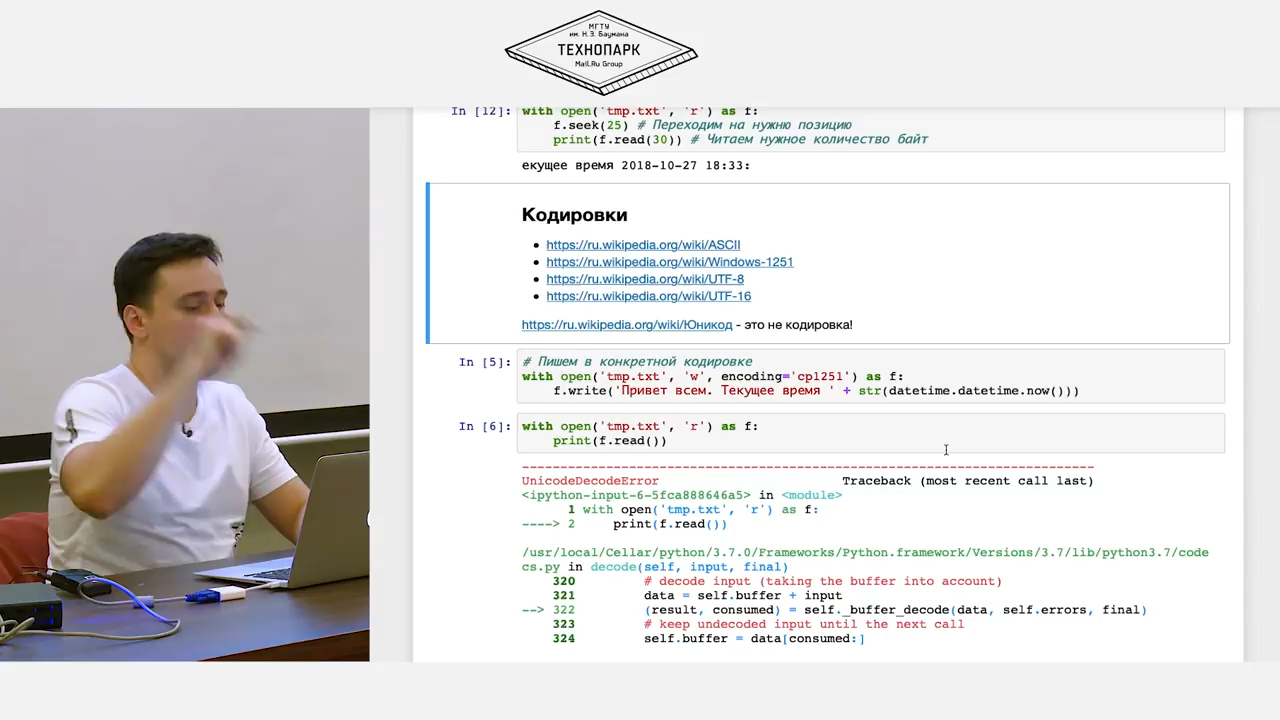 МГТУ
им. Н.Э. Баумана
ТЕХНОПАРК
Mail.Ru Group
In [12]: with open('tmp.txt', 'r') as f:
f.seek(25) # Переходим на нужню позицию
print(f.read(30)) # Читаем нужное количество байт
екущее время 2018-10-27 18:33:
Кодировки
https://ru.wikipedia.org/wiki/ASCII
https://ru.wikipedia.org/wiki/Windows-1251
https://ru.wikipedia.org/wiki/UTF-8
https://ru.wikipedia.org/wiki/UTF-16
https://ru.wikipedia.org/wiki/Юникод - это не кодировка!
In [5]: # Пишем в конкретной кодировке
with open('tmp.txt', 'w', encoding='cp1251') as f:
f.write('Привет всем. Текущее время ' + str(datetime.datetime.now()))
In [6]: with open('tmp.txt', 'r') as f:
print(f.read())
---------------------------------------------------------------------------
UnicodeDecodeError Traceback (most recent call last)
<ipython-input-6-5fca888646a5> in <module>
1 with open('tmp.txt', 'r') as f:
----> 2 print(f.read())
/usr/local/Cellar/python/3.7.0/Frameworks/Python.framework/Versions/3.7/lib/python3.7/code
cs.py in decode(self, input, final)
320 # decode input (taking the buffer into account)
321 data = self.buffer + input
--> 322 (result, consumed) = self._buffer_decode(data, self.errors, final)
323 # keep undecoded input until the next call
324 self.buffer = data[consumed:]